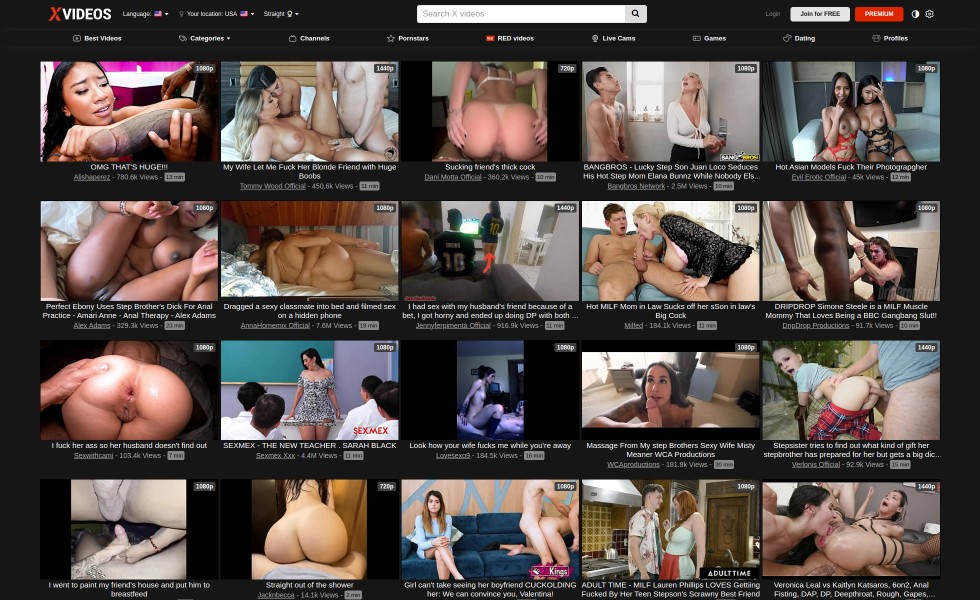 XVIDEOS
Language:
Your location: USA
Straight
Search X videos
Login
Join for FREE
PREMIUM
Best Videos
Categories
Channels
Pornstars
RED videos
Live Cams
Games
Dating
Profiles
1080p
1440p
720p
1080p
1080p
BANGBROS
OMG THAT'S HUGE!!!
Alishaperez - 780.6k Views - 13 min
My Wife Let Me Fuck Her Blonde Friend with Huge
Boobs
Tommy Wood Official - 450.6k Views - 11 min
Sucking friend's thick cock
Dani Motta Official - 360.2k Views - 10 min
BANGBROS - Lucky Step Son Juan Loco Seduces
His Hot Step Mom Elana Bunnz While Nobody Els...
Bangbros Network - 2.5M Views - 10 min
Hot Asian Models Fuck Their Photograpgher
Evil Erotic Official - 45k Views - 12 min
1080p
1080p
1440p
1080p
1080p
10
10
Perfect Ebony Uses Step Brother's Dick For Anal
Practice - Amari Anne - Anal Therapy - Alex Adams
Alex Adams - 329.3k Views - 23 min
Dragged a sexy classmate into bed and filmed sex
on a hidden phone
AnnaHomemix Official - 7.6M Views - 19 min
I had sex with my husband's friend because of a
bet, I got horny and ended up doing DP with both ...
Jennyferpimenta Official - 916.9k Views - 11 min
Hot MILF Mom in Law Sucks off her sSon in law's
Big Cock
Milfed - 184.1k Views - 11 min
DRIPDROP Simone Steele is a MILF Muscle
Mommy That Loves Being a BBC Gangbang Slut!!
DripDrop Productions - 91.7k Views - 10 min
1080p
1080p
1080p
1080p
1440p
SEXMEX
I fuck her ass so her husband doesn't find out
Sexwithcami - 103.4k Views - 7 min
SEXMEX - THE NEW TEACHER . SARAH BLACK
Sexmex Xxx - 4.4M Views - 11 min
Look how your wife fucks me while you're away
Lovesexo9 - 184.5k Views - 16 min
Massage From My step Brothers Sexy Wife Misty
Meaner WCA Productions
WCAproductions - 181.8k Views - 30 min
Stepsister tries to find out what kind of gift her
stepbrother has prepared for her but gets a big dic...
Verlonis Official - 92.9k Views - 15 min
1080p
720p
1080p
1080p
1440p
Kings
ADULT TIME
I went to paint my friend's house and put him to
breastfeed
Straight out of the shower
Jacknbecca - 14.1k Views - 2 min
Girl can't take seeing her boyfriend CUCKOLDING
her: We can convince you, Valentina!
ADULT TIME - MILF Lauren Phillips LOVES Gettiing
Fucked By Her Teen Stepson's Scrawny Best Friend
Veronica Leal vs Kaitlyn Katsaros, 6on2, Anal
Fisting, DAP, DP, Deepthroat, Rough, Gapes,...